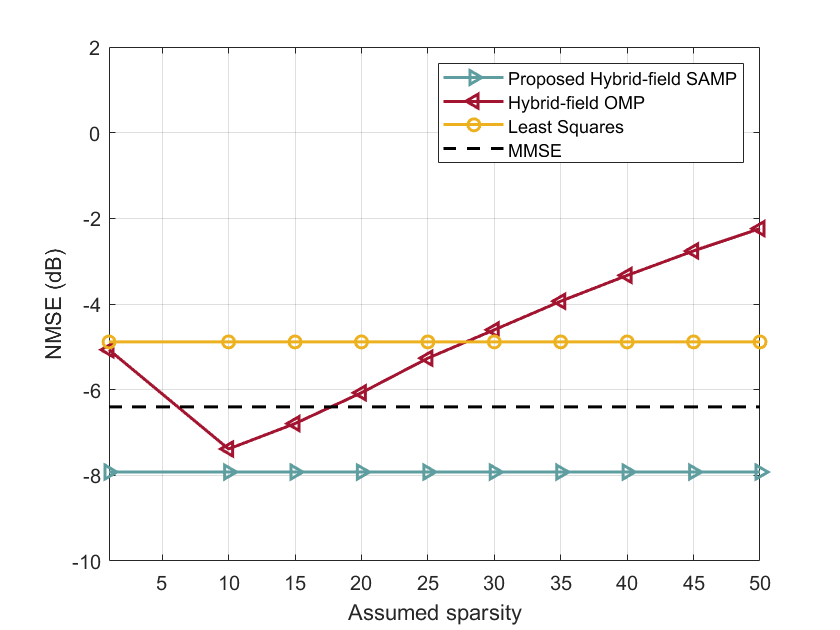 2
0
-2
-4
-6
-8
-10
NMSE (dB)
Proposed Hybrid-field SAMP
Hybrid-field OMP
Least Squares
MMSE
5 10 15 20 25 30 35 40 45 50
Assumed sparsity